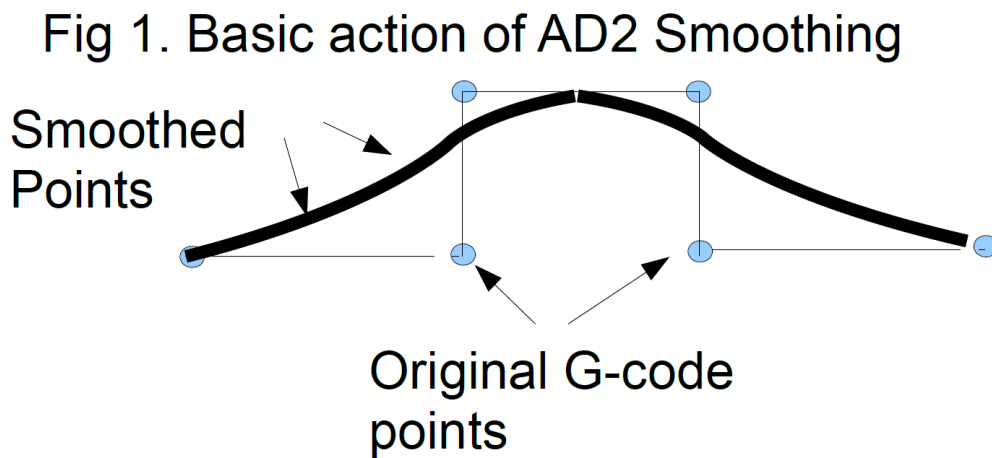 Fig 1. Basic action of AD2 Smoothing
Smoothed
Points
Original G-code
points